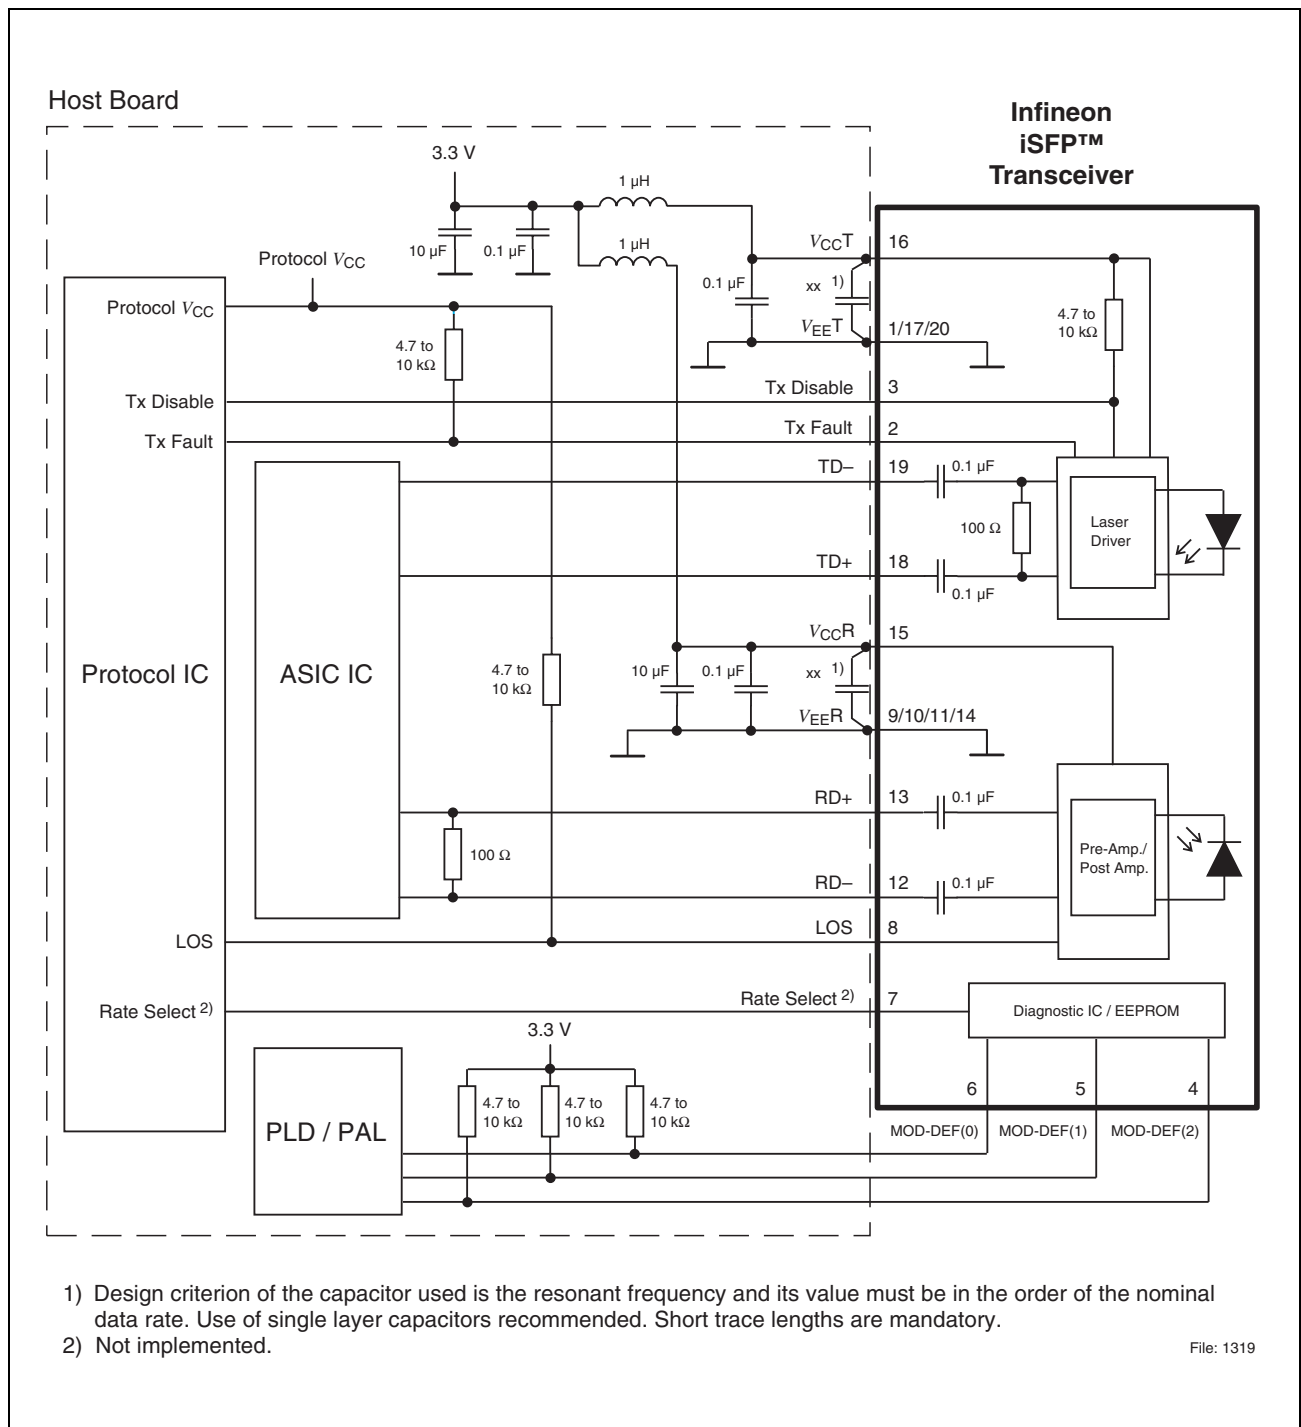 Host Board
Infineon
iSFP™
Transceiver
3.3 V
1 µH
10 µF
0.1 µF
1 µH
VCCT
16
Protocol VCC
0.1 µF
xx 1)
Protocol VCC
4.7 to
10 kΩ
VEET
1/17/20
4.7 to
10 kΩ
Tx Disable
Tx Disable
3
Tx Fault
Tx Fault
2
TD–
19
0.1 µF
100 Ω
Laser
Driver
TD+
18
0.1 µF
VCCR
15
Protocol IC
ASIC IC
4.7 to
10 kΩ
10 µF
0.1 µF
xx 1)
VEER
9/10/11/14
RD+
13
0.1 µF
100 Ω
Pre-Amp./
Post Amp.
RD–
12
0.1 µF
LOS
LOS
8
Rate Select 2)
Rate Select 2)
7
Diagnostic IC / EEPROM
3.3 V
6
5
4
PLD / PAL
4.7 to
10 kΩ
4.7 to
10 kΩ
4.7 to
10 kΩ
MOD-DEF(0)
MOD-DEF(1)
MOD-DEF(2)
1) Design criterion of the capacitor used is the resonant frequency and its value must be in the order of the nominal
data rate. Use of single layer capacitors recommended. Short trace lengths are mandatory.
2) Not implemented.
File: 1319